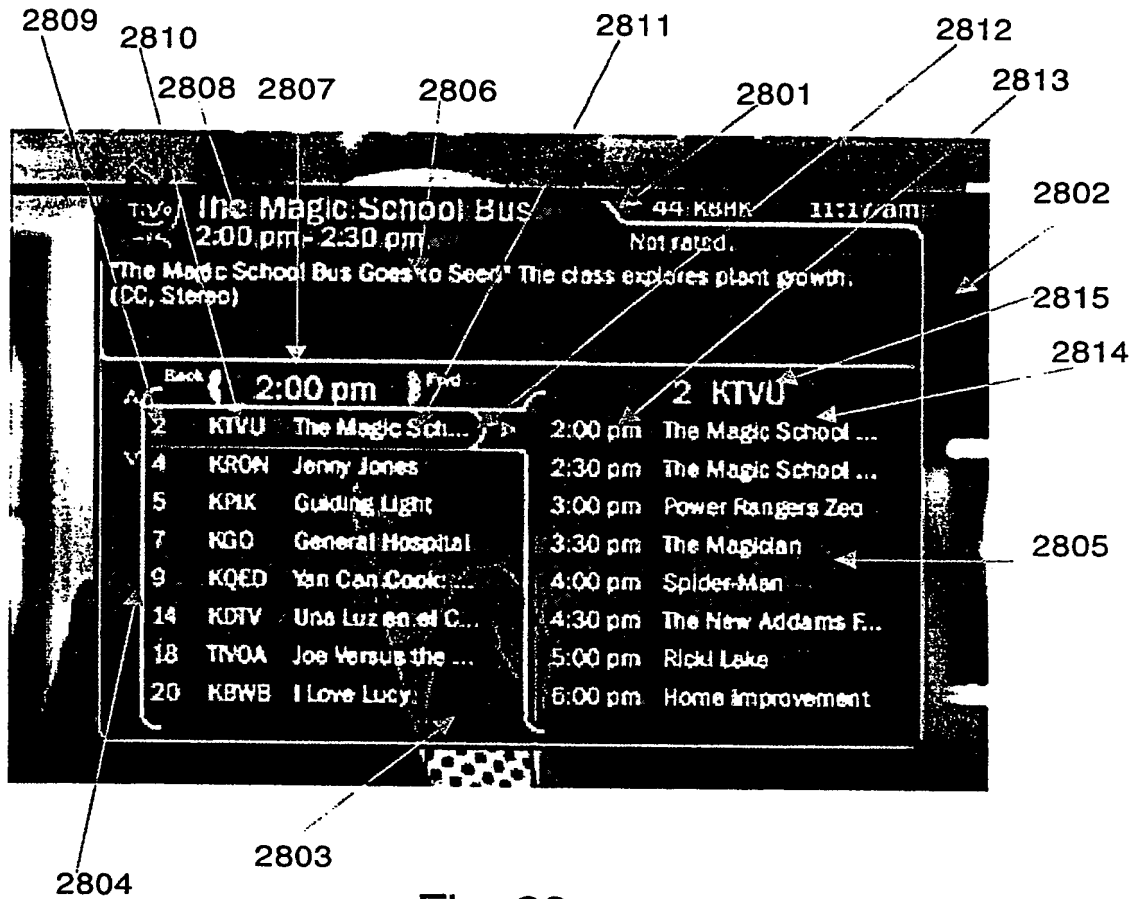 2809
2810
2811
2812
2808 2807 2806
2801
2813
2802
TiVo The Magic School Bus 44 KBHK 11:17 am
2:00 pm - 2:30 pm Not rated.
"The Magic School Bus Goes to Seed" The class explores plant growth.
(CC, Stereo)
2815
2814
Back 2:00 pm Fwd 2 KTVU
2 KTVU The Magic Sch... 2:00 pm The Magic School ...
4 KRON Jenny Jones 2:30 pm The Magic School ...
5 KPIX Guiding Light 3:00 pm Power Rangers Zeo
7 KGO General Hospital 3:30 pm The Magician
2805
9 KQED Yan Can Cook: ... 4:00 pm Spider-Man
14 KDTV Una Luz en el C... 4:30 pm The New Addams F...
18 TIVOA Joe Versus the ... 5:00 pm Ricki Lake
20 KBWB I Love Lucy 6:00 pm Home Improvement
2803
2804